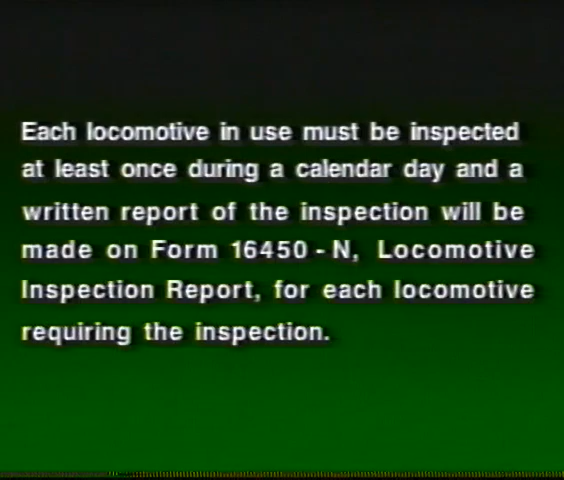 Each locomotive in use must be inspected
at least once during a calendar day and a
written report of the inspection will be
made on Form 16450 - N, Locomotive
Inspection Report, for each locomotive
requiring the inspection.